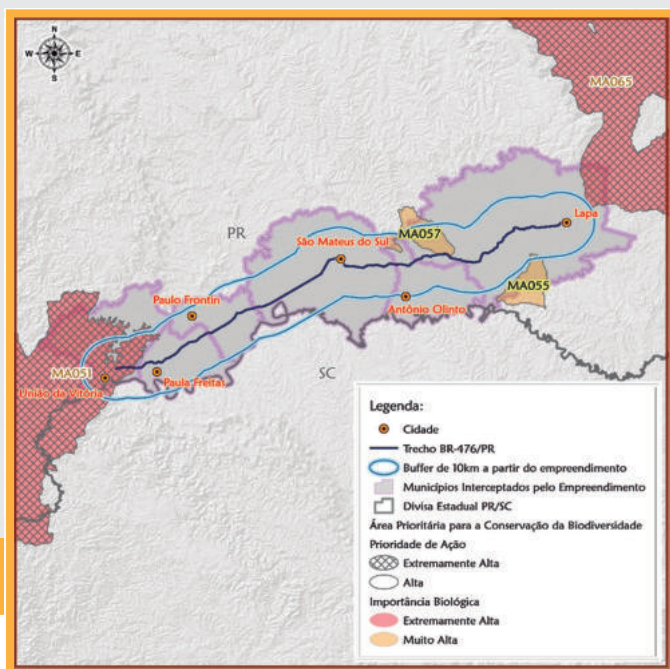 N
W E
S
MA065
PR
Lapa
MA057
São Mateus do Sul
MA055
Paulo Frontin
Antônio Olinto
MA051
Paula Freitas
União da Vitória
SC
Legenda:
Cidade
Trecho BR-476/PR
Buffer de 10km a partir do empreendimento
Municípios Interceptados pelo Empreendimento
Divisa Estadual PR/SC
Área Prioritária para a Conservação da Biodiversidade
Prioridade de Ação
Extremamente Alta
Alta
Importância Biológica
Extremamente Alta
Muito Alta